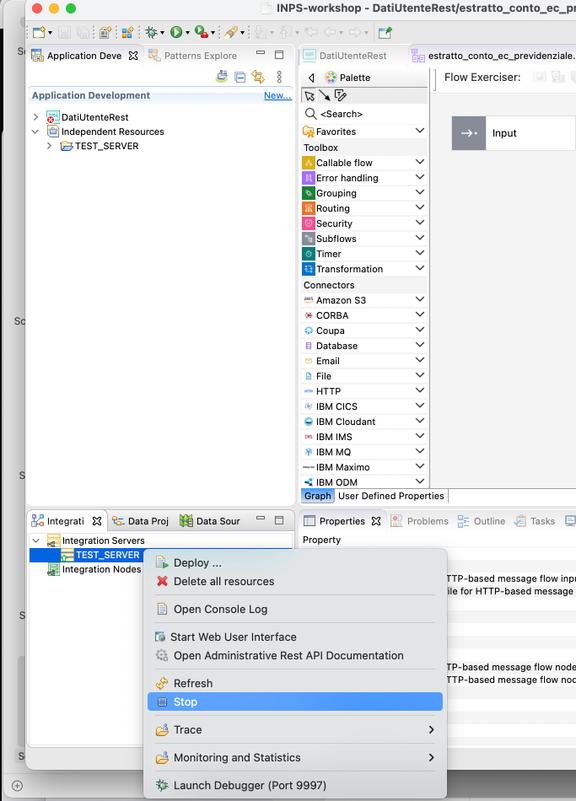 INPS-workshop - DatiUtenteRest/estratto_conto_ec_pr
Application Deve
Patterns Explore
Application Development
New...
DatiUtenteRest
Independent Resources
TEST_SERVER
DatiUtenteRest
estratto_conto_ec_previdenziale.
Palette
Flow Exerciser:
<Search>
Favorites
Toolbox
Callable flow
Error handling
Grouping
Routing
Security
Subflows
Timer
Transformation
Connectors
Amazon S3
CORBA
Coupa
Database
Email
File
HTTP
IBM CICS
IBM Cloudant
IBM IMS
IBM MQ
IBM Maximo
IBM ODM
Input
Graph
User Defined Properties
Integrati
Data Proj
Data Sour
Integration Servers
TEST_SERVER
Integration Nodes
Properties
Problems
Outline
Tasks
Property
TTP-based message flow inpu
ile for HTTP-based message
TP-based message flow node
TTP-based message flow nod
Deploy ...
Delete all resources
Open Console Log
Start Web User Interface
Open Administrative Rest API Documentation
Refresh
Stop
Trace
Monitoring and Statistics
Launch Debugger (Port 9997)